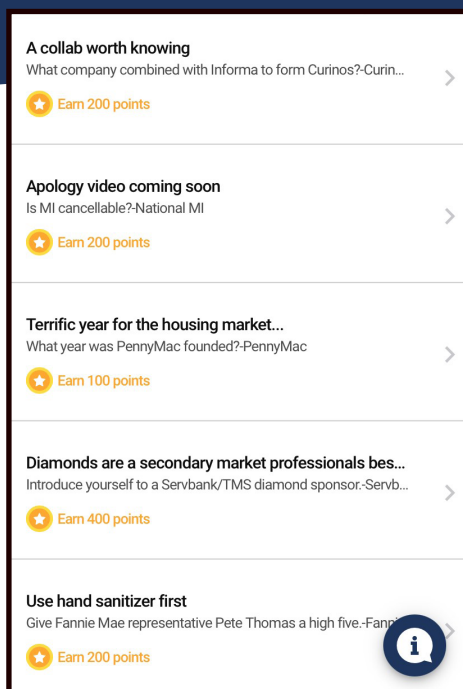 A collab worth knowing
What company combined with Informa to form Curinos?-Curin...
Earn 200 points
Apology video coming soon
Is MI cancellable?-National MI
Earn 200 points
Terrific year for the housing market...
What year was PennyMac founded?-PennyMac
Earn 100 points
Diamonds are a secondary market professionals bes...
Introduce yourself to a Servbank/TMS diamond sponsor.-Servb...
Earn 400 points
Use hand sanitizer first
Give Fannie Mae representative Pete Thomas a high five.-Fann
Earn 200 points